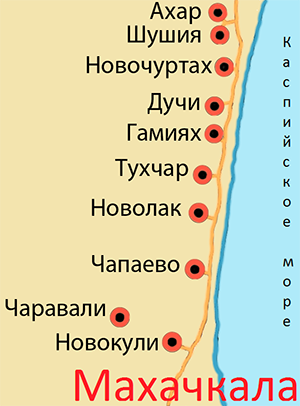 Ахар
Шушия
Новочуртах
Дучи
Гамиях
Тухчар
Новолак
Чапаево
Чаравали
Новокули
Махачкала
Каспийское море